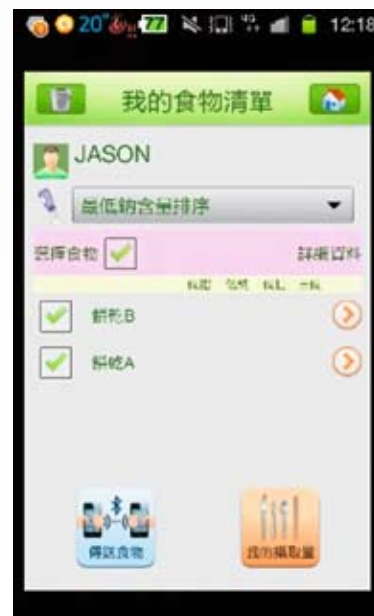 20° 77 4G 12:18
我的食物清單
JASON
最低鈉含量排序
選擇食物 詳細資料
餅乾B
餅乾A
傳送食物 我的攝取量